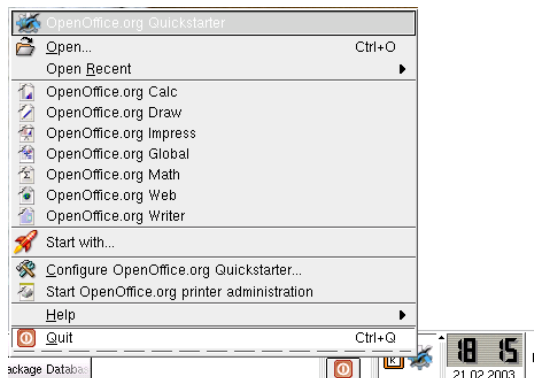 OpenOffice.org Quickstarter
Open... Ctrl+O
Open Recent
OpenOffice.org Calc
OpenOffice.org Draw
OpenOffice.org Impress
OpenOffice.org Global
OpenOffice.org Math
OpenOffice.org Web
OpenOffice.org Writer
Start with...
Configure OpenOffice.org Quickstarter...
Start OpenOffice.org printer administration
Help
Quit Ctrl+Q
K 18 15
ackage Databas
21.02.2003